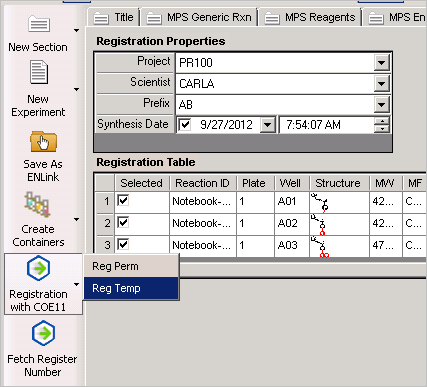 Title
MPS Generic Rxn
MPS Reagents
MPS En
New Section
New
Experiment
Save As
ENLink
Create
Containers
Registration
with COE11
Fetch Register
Number
Registration Properties
Project PR100
Scientist CARLA
Prefix AB
Synthesis Date 9/27/2012 7:54:07 AM
Registration Table
Selected Reaction ID Plate Well Structure MW MF
1 Notebook-... 1 A01 42... C...
2 Notebook-... 1 A02 42... C...
3 Notebook-... 1 A03 47... C...
Reg Perm
Reg Temp